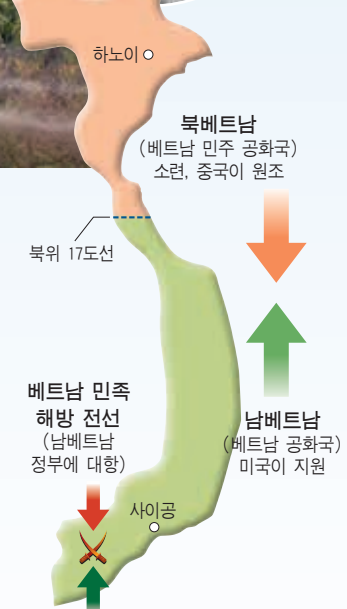 하노이
북베트남
(베트남 민주 공화국)
소련, 중국이 원조
북위 17도선
베트남 민족
해방 전선
(남베트남
정부에 대항)
남베트남
(베트남 공화국)
미국이 지원
사이공